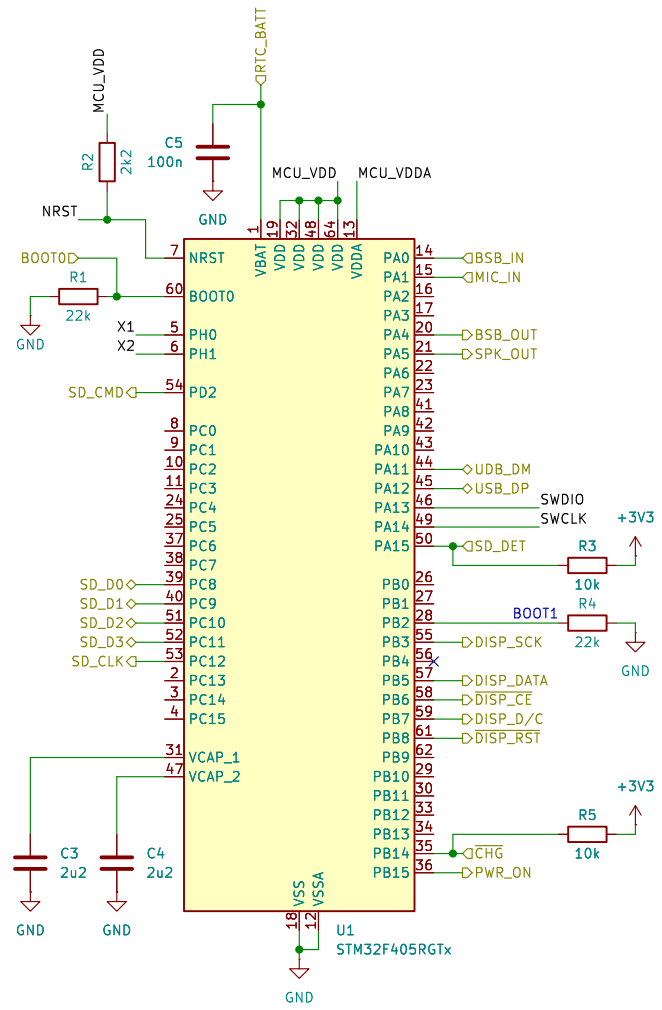 RTC_BATT
MCU_VDD
C5
100n
GND
R2
2k2
MCU_VDD
MCU_VDDA
NRST
1
19
32
48
64
13
VBAT
VDD
VDD
VDD
VDD
VDDA
7 NRST
PA0 14 BSB_IN
BOOT0
PA1 15 MIC_IN
R1
22k
GND
60 BOOT0
PA2 16
PA3 17
X1 5 PH0
PA4 20 BSB_OUT
X2 6 PH1
PA5 21 SPK_OUT
PA6 22
SD_CMD 54 PD2
PA7 23
PA8 41
8 PC0
PA9 42
9 PC1
PA10 43
10 PC2
PA11 44 UDB_DM
11 PC3
PA12 45 USB_DP
24 PC4
PA13 46 SWDIO
25 PC5
PA14 49 SWCLK
+3V3
37 PC6
PA15 50 SD_DET
R3
10k
38 PC7
SD_D0 39 PC8
PB0 26
SD_D1 40 PC9
PB1 27
R4
22k
GND
SD_D2 51 PC10
PB2 28 BOOT1
SD_D3 52 PC11
PB3 55 DISP_SCK
SD_CLK 53 PC12
PB4 56
2 PC13
PB5 57 DISP_DATA
3 PC14
PB6 58 DISP_CE
4 PC15
PB7 59 DISP_D/C
PB8 61 DISP_RST
31 VCAP_1
PB9 62
47 VCAP_2
PB10 29
+3V3
PB11 30
PB12 33
R5
10k
PB13 34
PB14 35 CHG
PB15 36 PWR_ON
C3
2u2
GND
C4
2u2
GND
VSS
VSSA
18
12
U1
STM32F405RGTx
GND